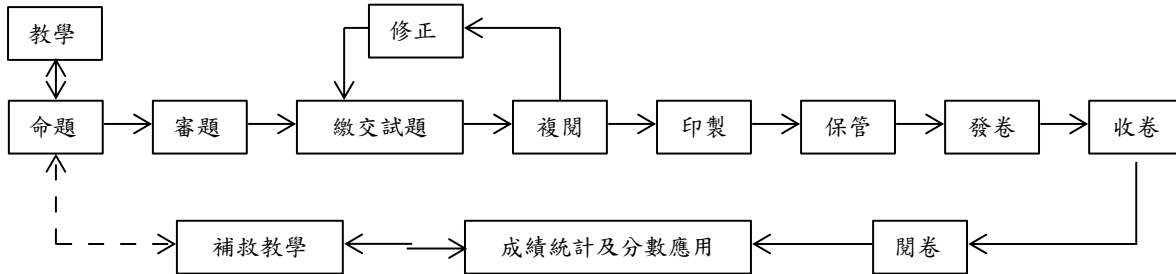 教學
修正
命題
審題
繳交試題
複閱
印製
保管
發卷
收卷
補救教學
成績統計及分數應用
閱卷